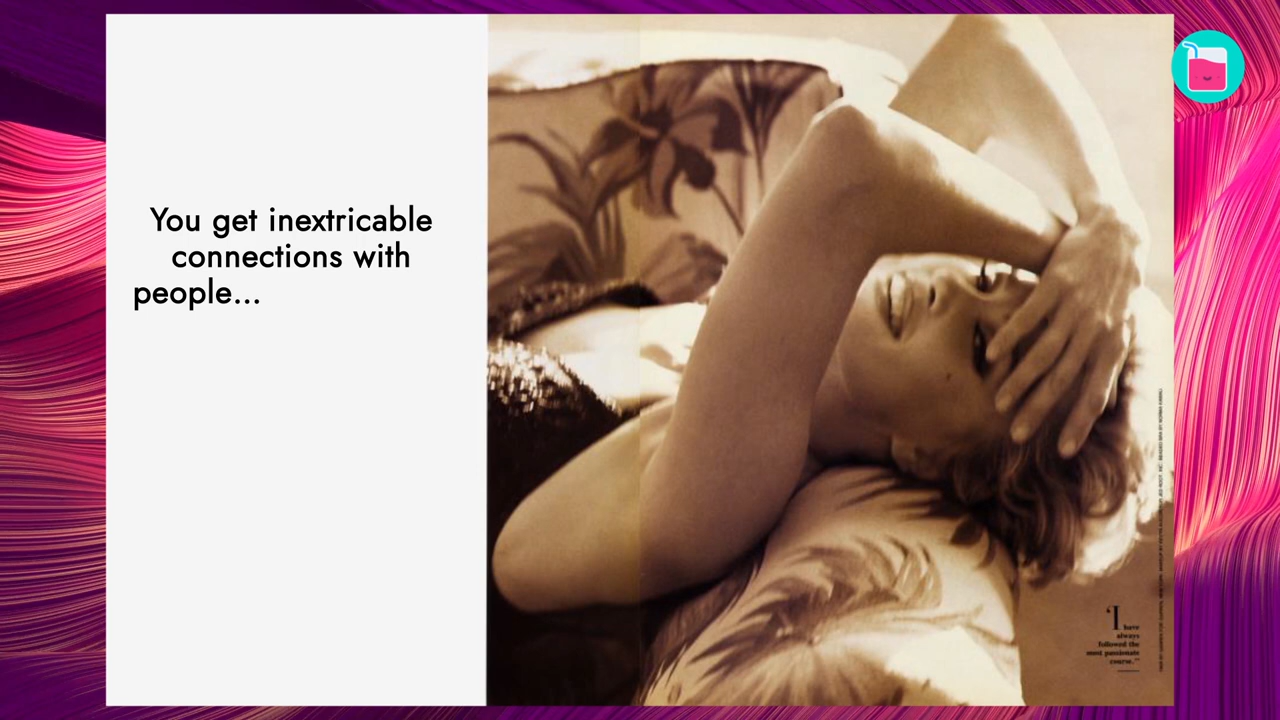 You get inextricable
connections with
people...
‘I have
always
followed the
most passionate
course.”